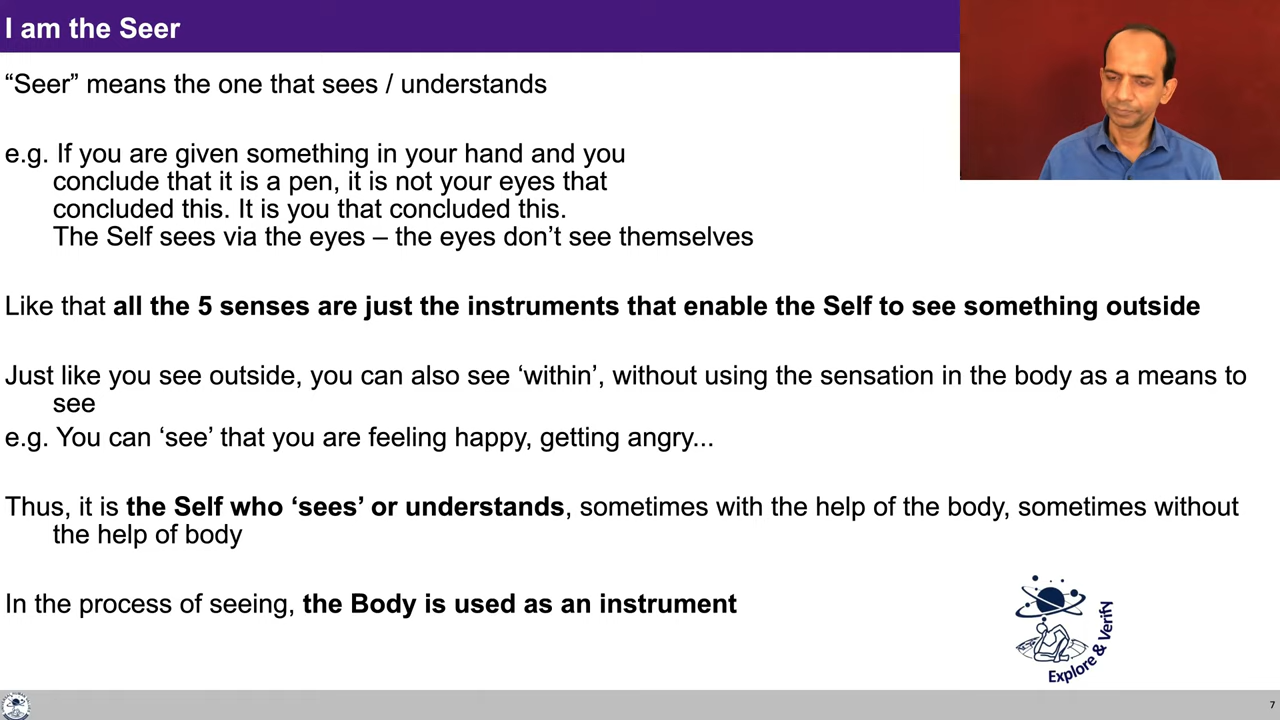 I am the Seer
“Seer” means the one that sees / understands
e.g. If you are given something in your hand and you
conclude that it is a pen, it is not your eyes that
concluded this. It is you that concluded this.
The Self sees via the eyes – the eyes don’t see themselves
Like that all the 5 senses are just the instruments that enable the Self to see something outside
Just like you see outside, you can also see ‘within’, without using the sensation in the body as a means to
see
e.g. You can ‘see’ that you are feeling happy, getting angry...
Thus, it is the Self who ‘sees’ or understands, sometimes with the help of the body, sometimes without
the help of body
In the process of seeing, the Body is used as an instrument
Explore & Verify
7